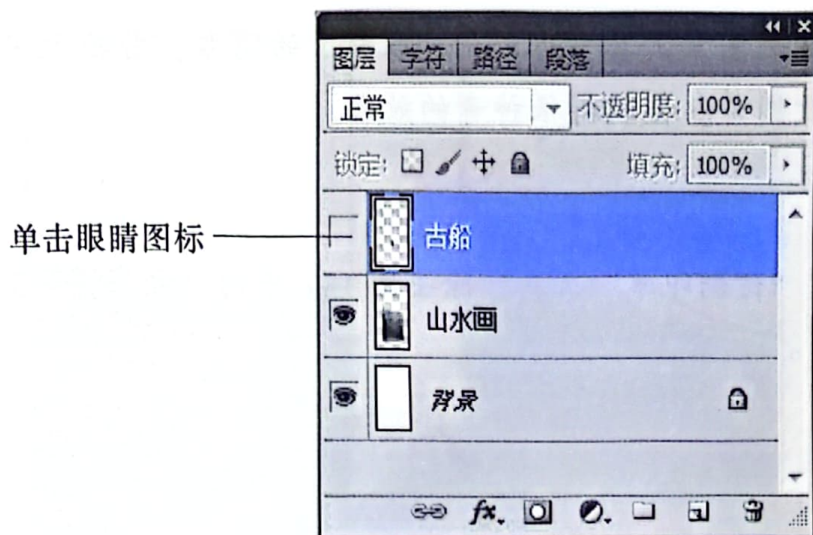 图层 字符 路径 段落
正常 不透明度: 100%
锁定: 填充: 100%
单击眼睛图标
古船
山水画
背景
fx.